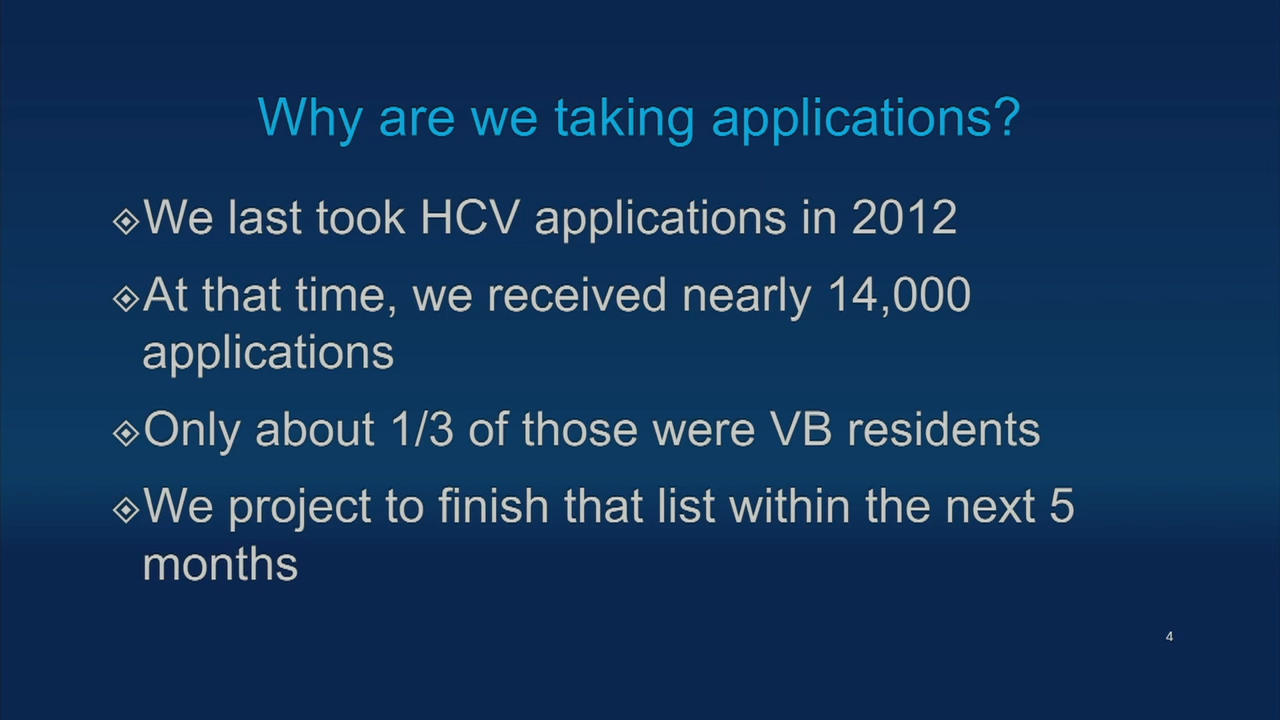 Why are we taking applications?
We last took HCV applications in 2012
At that time, we received nearly 14,000
applications
Only about 1/3 of those were VB residents
We project to finish that list within the next 5
months
4